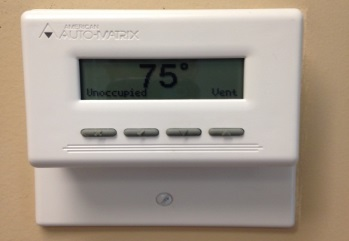 AMERICAN
AUTO-MATRIX
75°
Unoccupied Vent